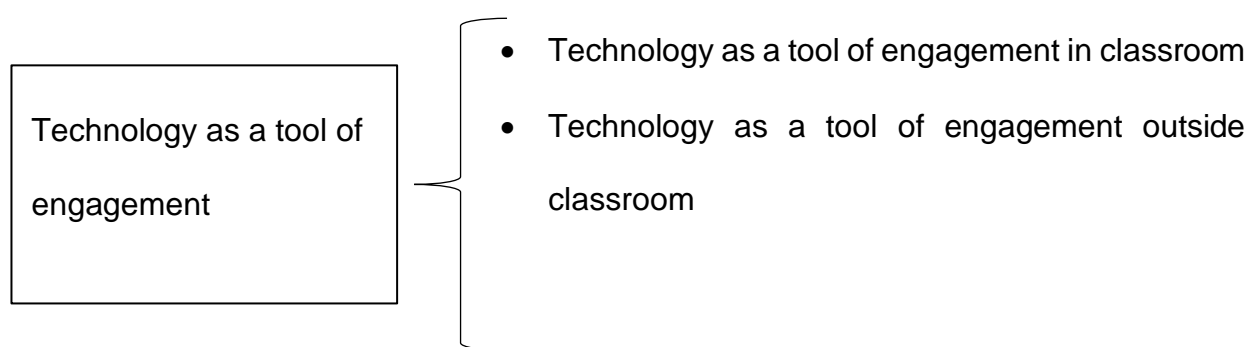 Technology as a tool of
engagement
• Technology as a tool of engagement in classroom
• Technology as a tool of engagement outside
classroom